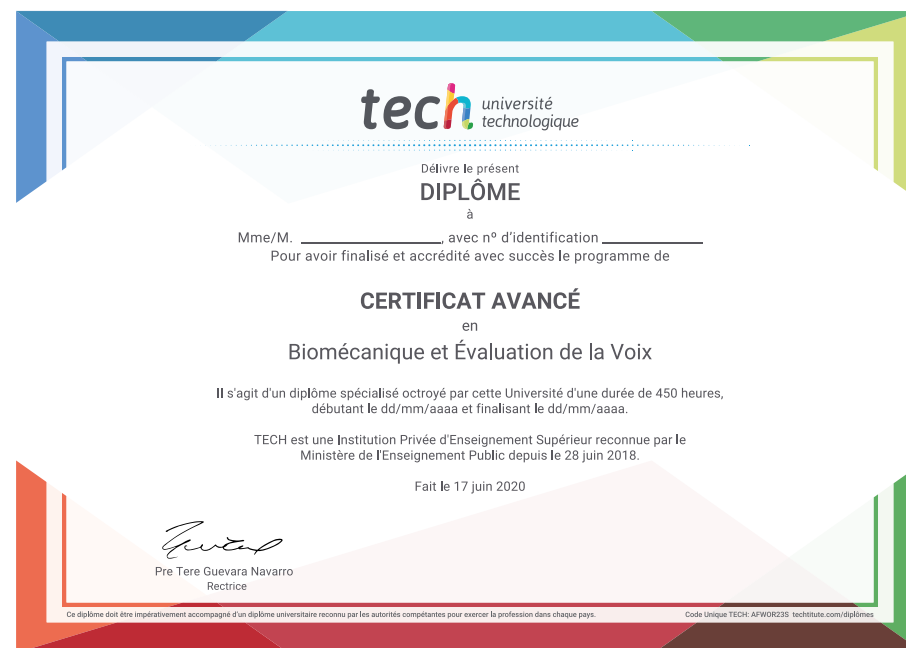 tech université
technologique
Délivre le présent
DIPLÔME
à
Mme/M. ____________________, avec nº d'identification ______________
Pour avoir finalisé et accrédité avec succès le programme de
CERTIFICAT AVANCÉ
en
Biomécanique et Évaluation de la Voix
Il s'agit d'un diplôme spécialisé octroyé par cette Université d'une durée de 450 heures,
débutant le dd/mm/aaaa et finalisant le dd/mm/aaaa.
TECH est une Institution Privée d'Enseignement Supérieur reconnue par le
Ministère de l'Enseignement Public depuis le 28 juin 2018.
Fait le 17 juin 2020
Pre Tere Guevara Navarro
Rectrice
Ce diplôme doit être impérativement accompagné d'un diplôme universitaire reconnu par les autorités compétentes pour exercer la profession dans chaque pays.
Code Unique TECH: AFWOR23S techtitute.com/diplômes